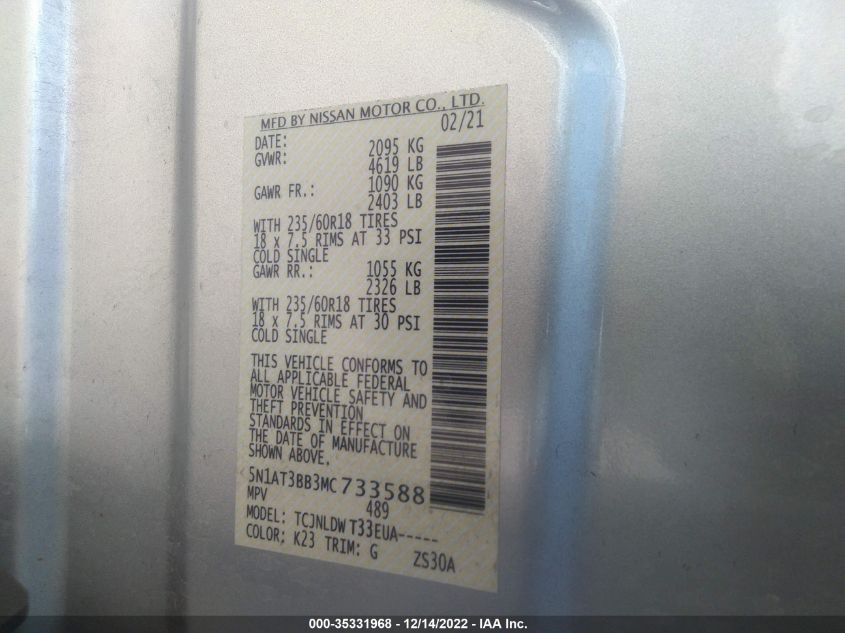 MFD BY NISSAN MOTOR CO., LTD.
DATE: 02/21
GVWR: 2095 KG
4619 LB
GAWR FR.: 1090 KG
2403 LB
WITH 235/60R18 TIRES
18 x 7.5 RIMS AT 33 PSI
COLD SINGLE
GAWR RR.: 1055 KG
2326 LB
WITH 235/60R18 TIRES
18 x 7.5 RIMS AT 30 PSI
COLD SINGLE
THIS VEHICLE CONFORMS TO
ALL APPLICABLE FEDERAL
MOTOR VEHICLE SAFETY AND
THEFT PREVENTION
STANDARDS IN EFFECT ON
THE DATE OF MANUFACTURE
SHOWN ABOVE.
5N1AT3BB3MC733588
MPV 489
MODEL: TCJNLDW T33EUA-----
COLOR; K23 TRIM: G ZS30A
000-35331968 - 12/14/2022 - IAA Inc.